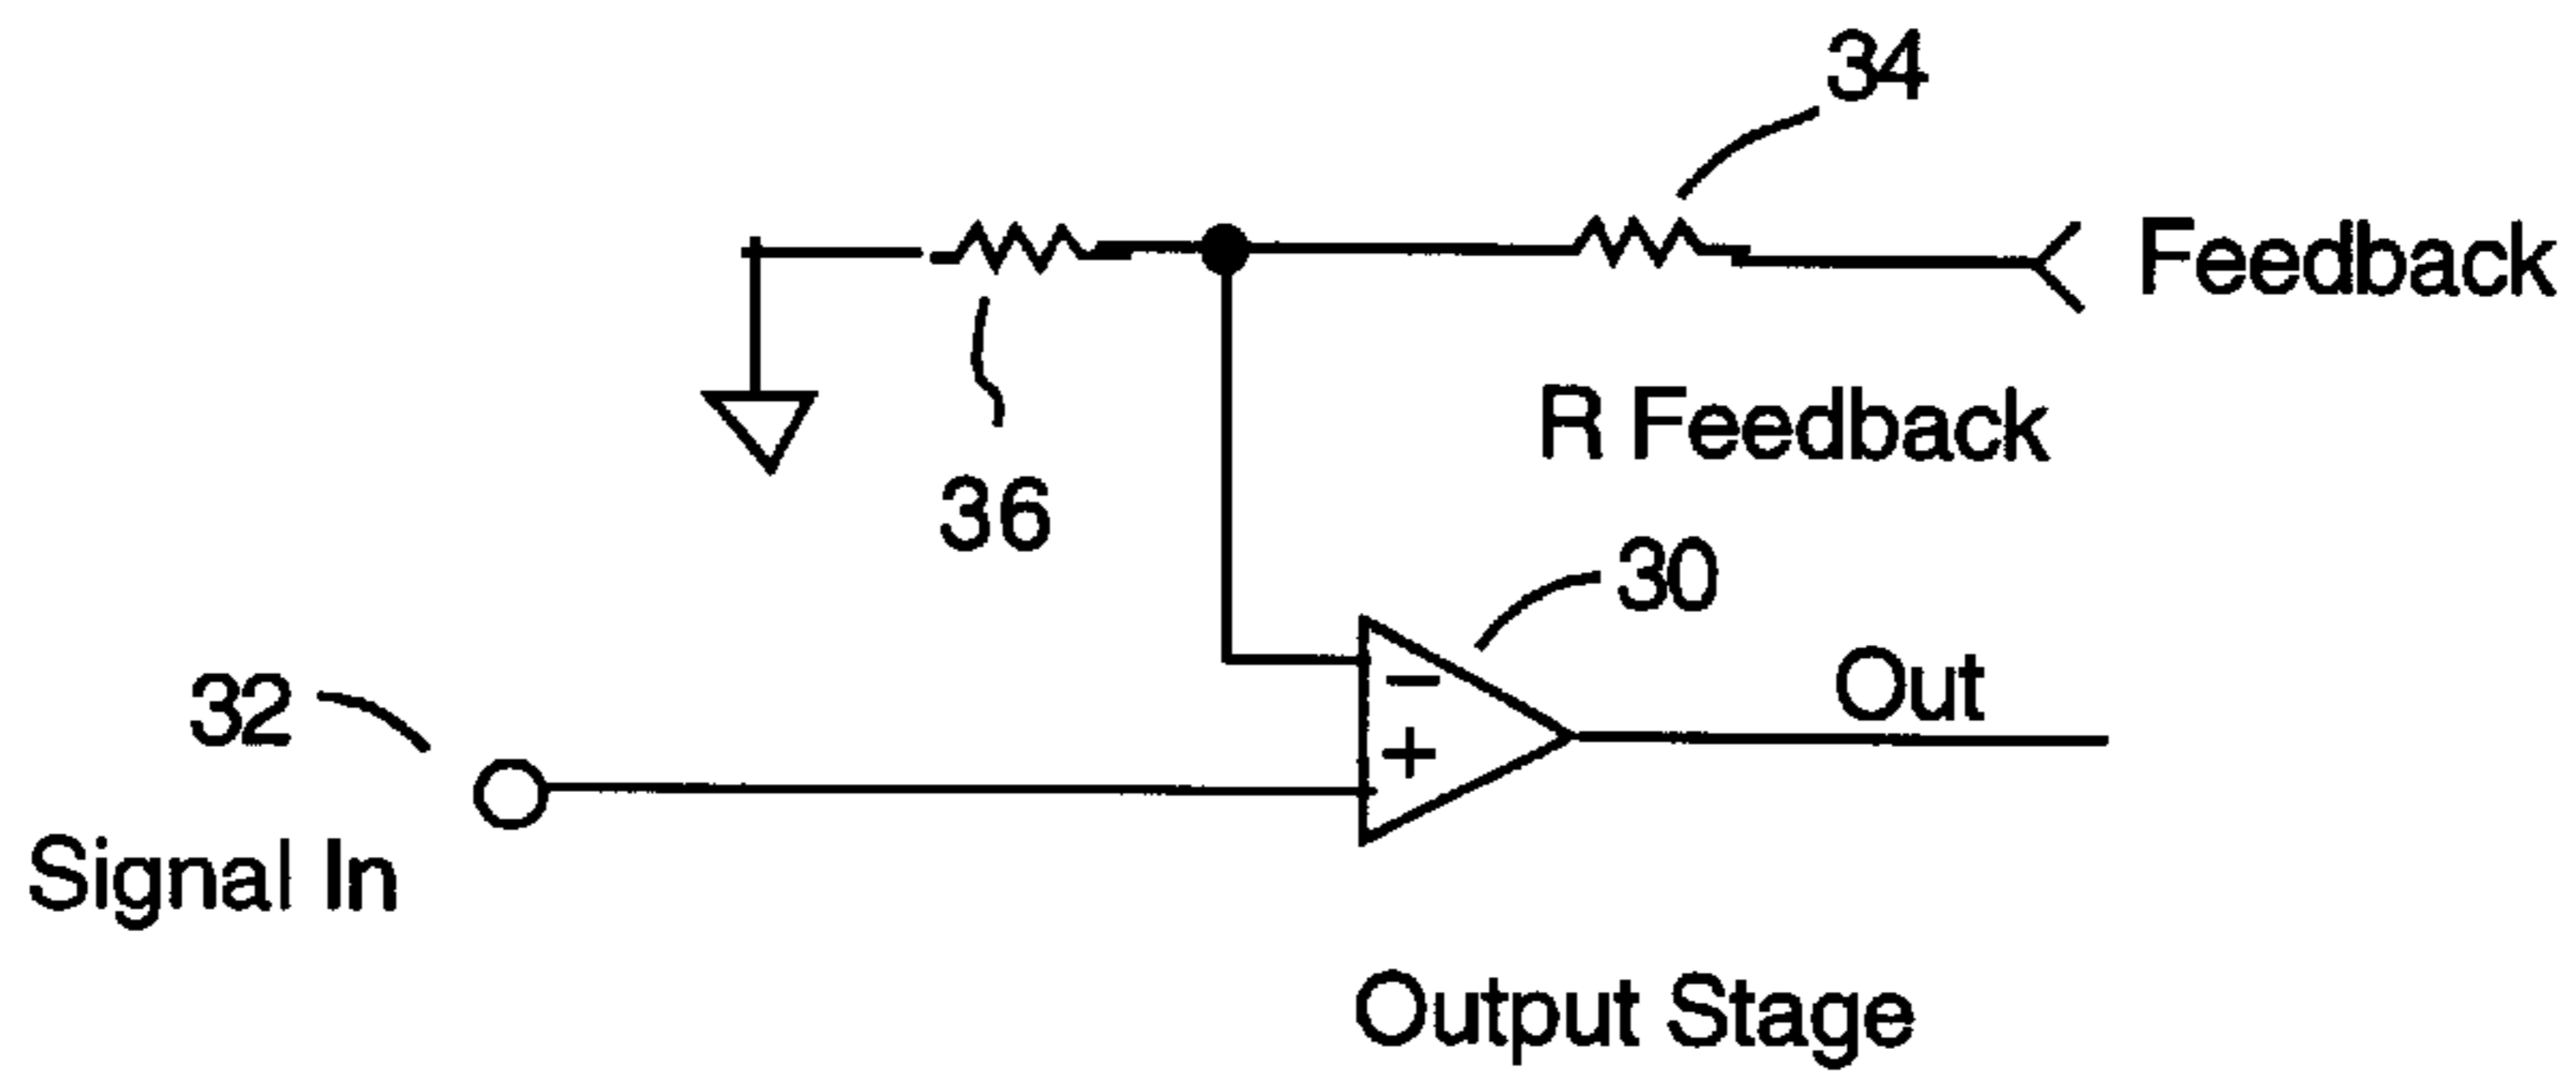 34
Feedback
R Feedback
36
30
32
Out
Signal In
−
+
Output Stage